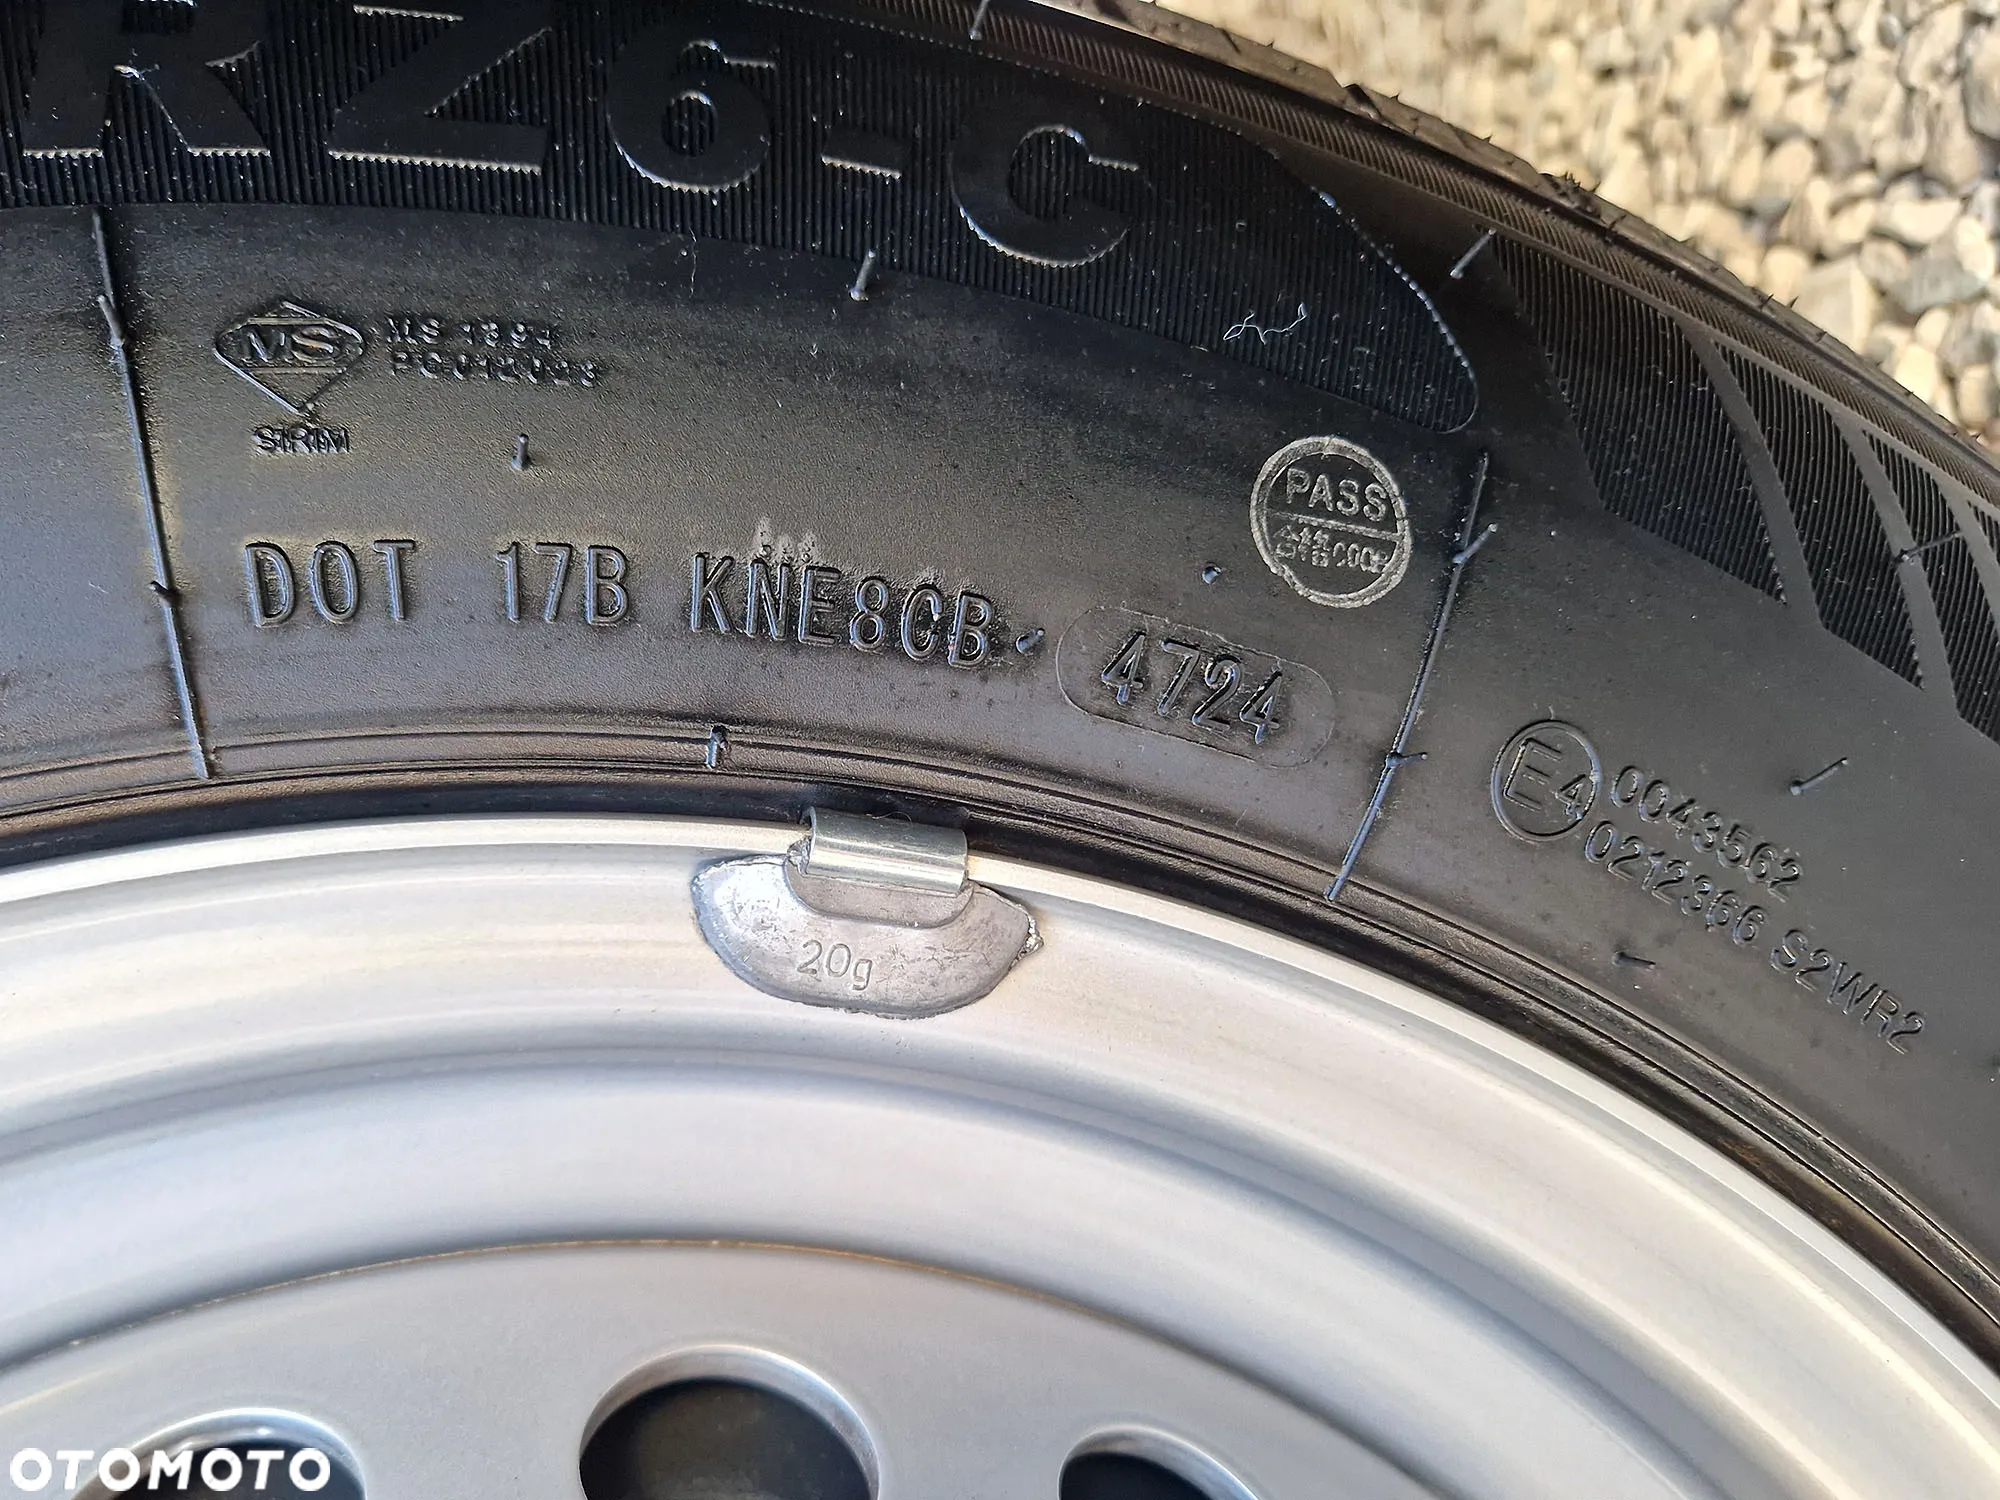 RZ6-C
MS
SIRIM
PASS
DOT 17B KNE8CB 4724
E4 0043562
0212366 S2WR2
20g
OTOMOTO